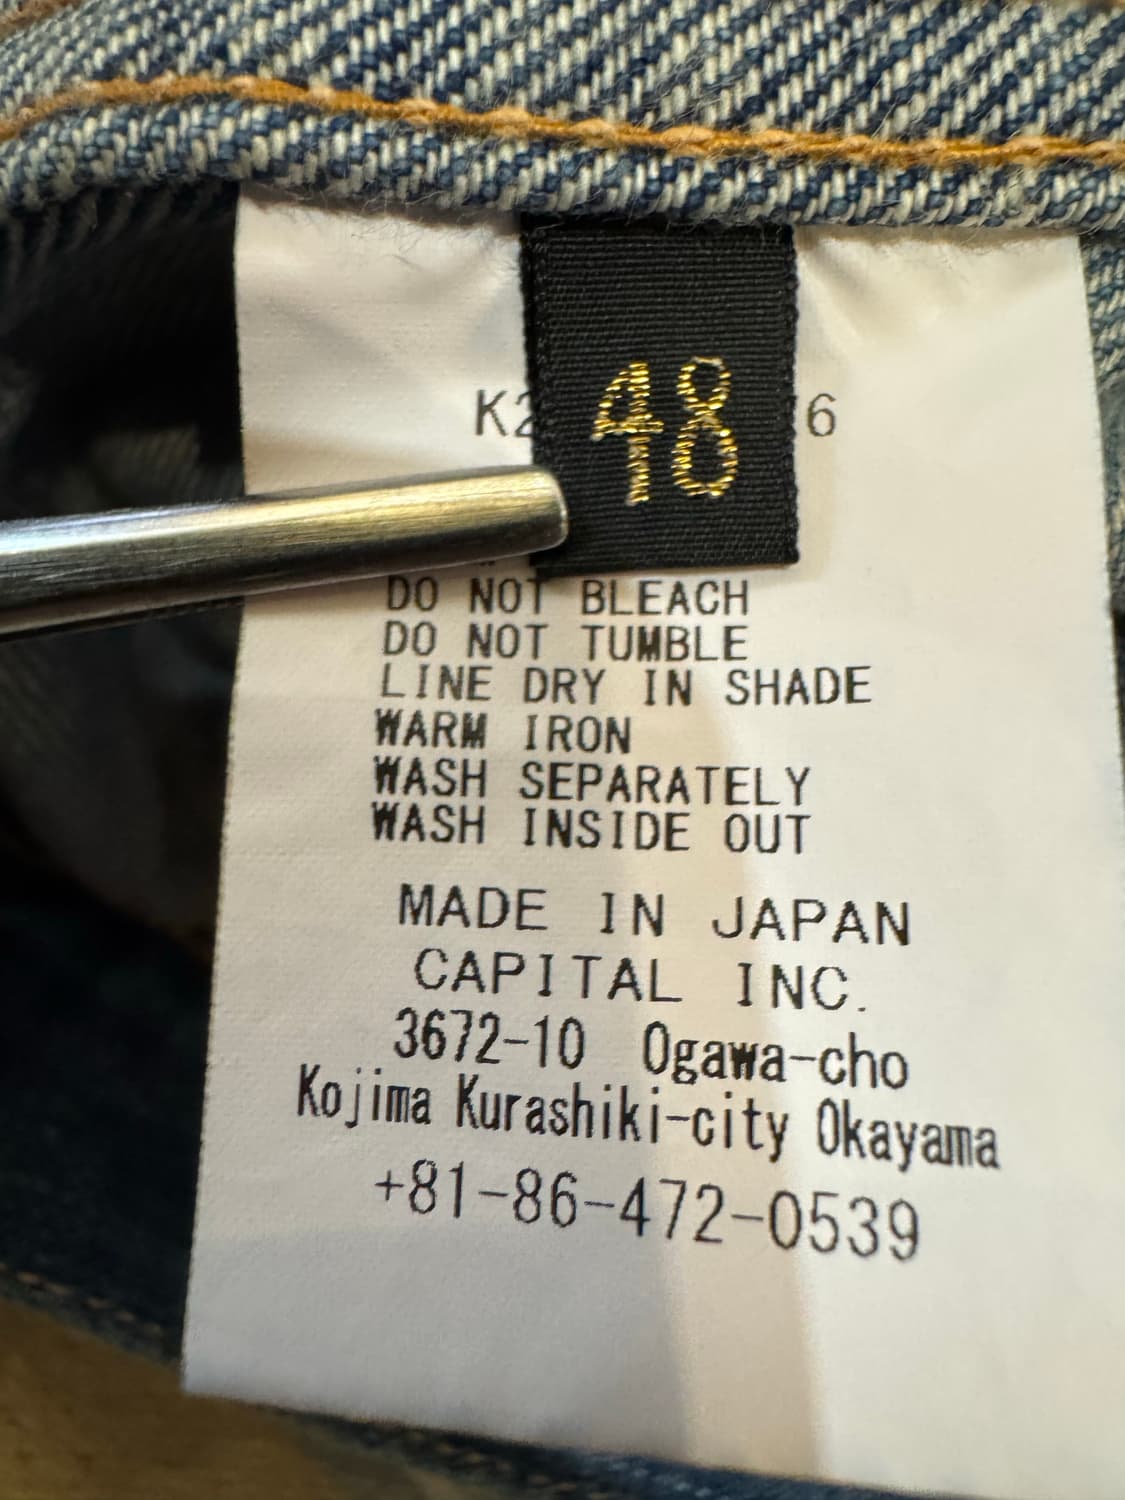 48
DO NOT BLEACH
DO NOT TUMBLE
LINE DRY IN SHADE
WARM IRON
WASH SEPARATELY
WASH INSIDE OUT
MADE IN JAPAN
CAPITAL INC.
3672-10 Ogawa-cho
Kojima Kurashiki-city Okayama
+81-86-472-0539